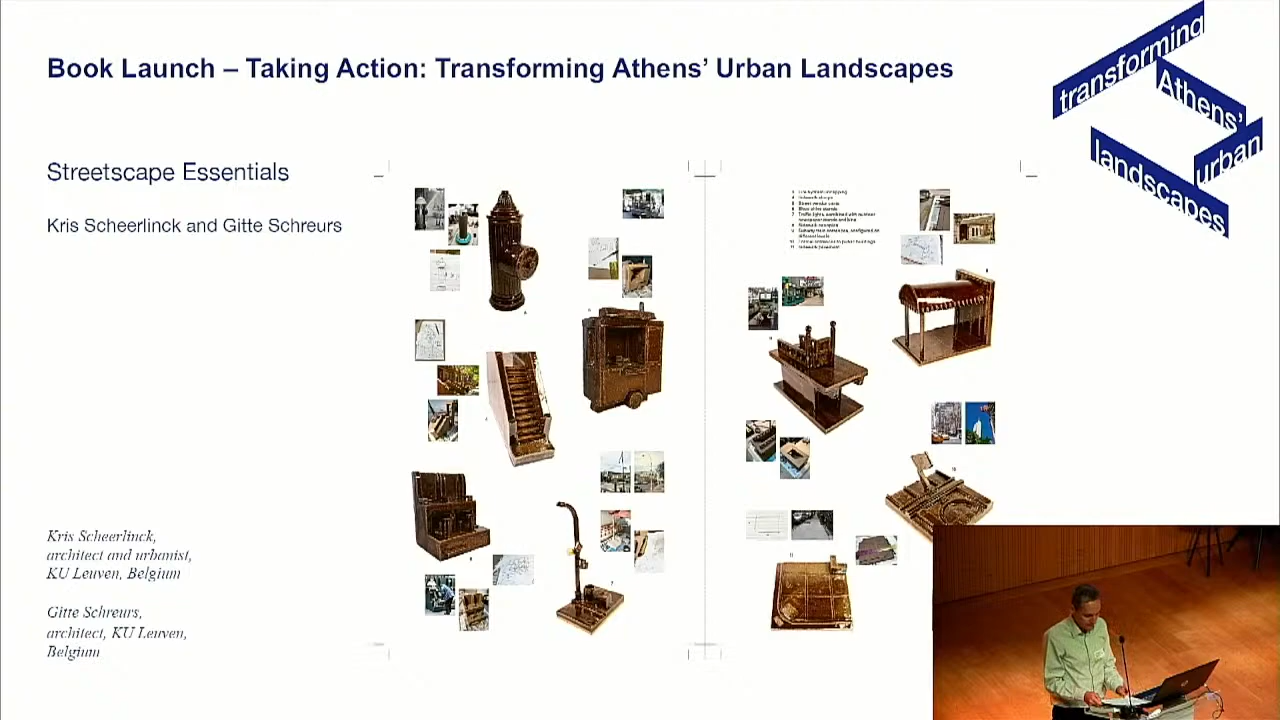 Book Launch – Taking Action: Transforming Athens' Urban Landscapes
transforming
Athens'
urban
landscapes
Streetscape Essentials
Kris Scheerlinck and Gitte Schreurs
Kris Scheerlinck,
architect and urbanist,
KU Leuven, Belgium
Gitte Schreurs,
architect, KU Leuven,
Belgium